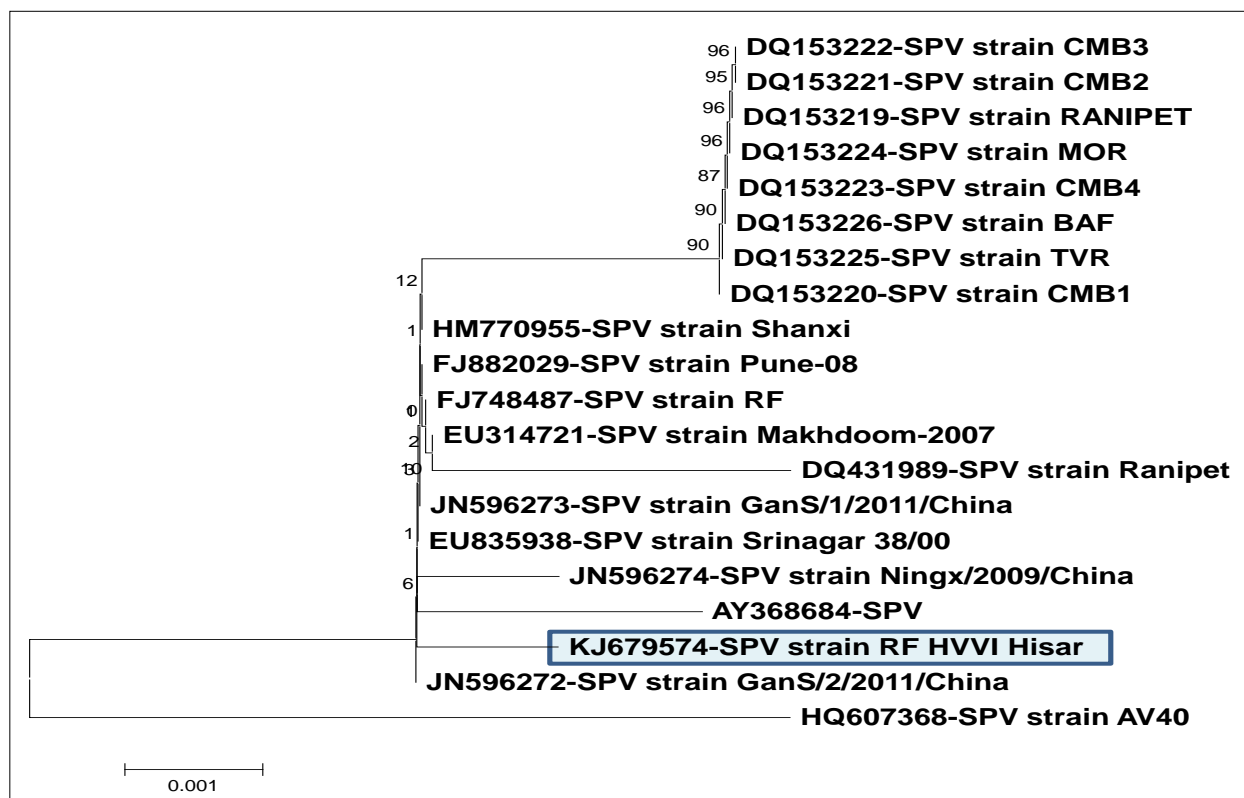 96
DQ153222-SPV strain CMB3
95
DQ153221-SPV strain CMB2
96
DQ153219-SPV strain RANIPET
96
DQ153224-SPV strain MOR
87
DQ153223-SPV strain CMB4
90
DQ153226-SPV strain BAF
90
DQ153225-SPV strain TVR
DQ153220-SPV strain CMB1
12
1
HM770955-SPV strain Shanxi
FJ882029-SPV strain Pune-08
FJ748487-SPV strain RF
2
EU314721-SPV strain Makhdoom-2007
10
DQ431989-SPV strain Ranipet
JN596273-SPV strain GanS/1/2011/China
1
EU835938-SPV strain Srinagar 38/00
6
JN596274-SPV strain Ningx/2009/China
AY368684-SPV
KJ679574-SPV strain RF HVVI Hisar
JN596272-SPV strain GanS/2/2011/China
HQ607368-SPV strain AV40
0.001